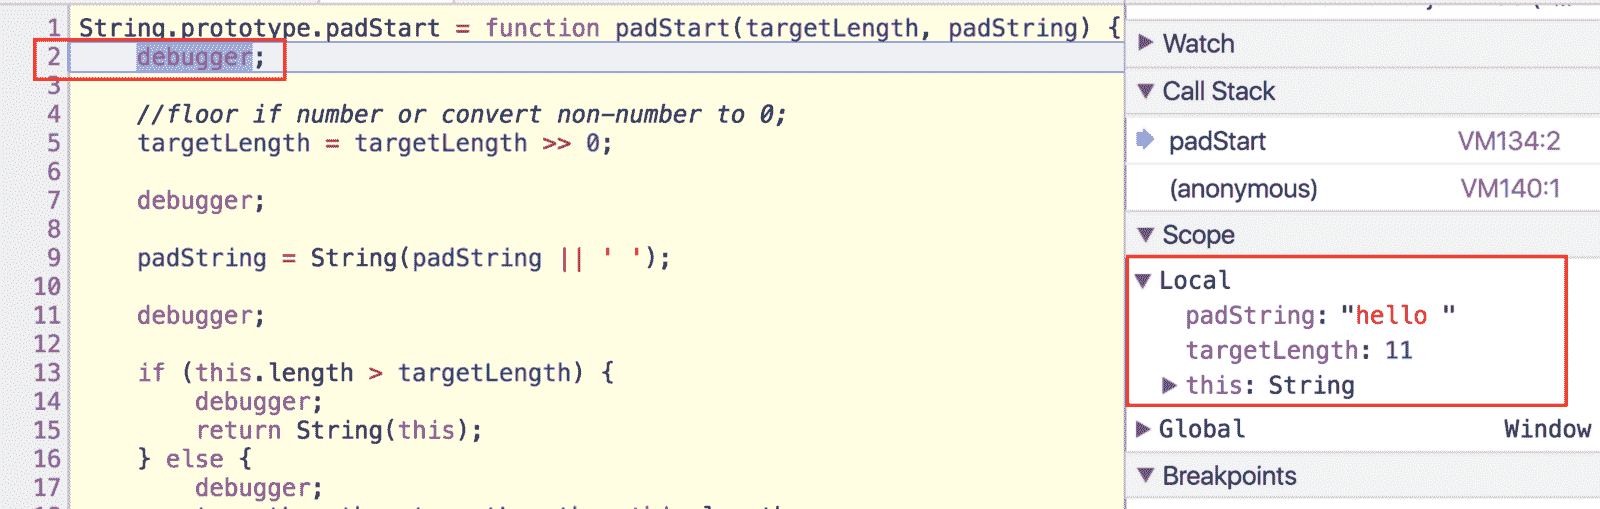 1 String.prototype.padStart = function padStart(targetLength, padString) {
2 debugger;
3
4 //floor if number or convert non-number to 0;
5 targetLength = targetLength >> 0;
6
7 debugger;
8
9 padString = String(padString || ' ');
10
11 debugger;
12
13 if (this.length > targetLength) {
14 debugger;
15 return String(this);
16 } else {
17 debugger;
Watch
Call Stack
padStart VM134:2
(anonymous) VM140:1
Scope
Local
padString: "hello "
targetLength: 11
this: String
Global Window
Breakpoints